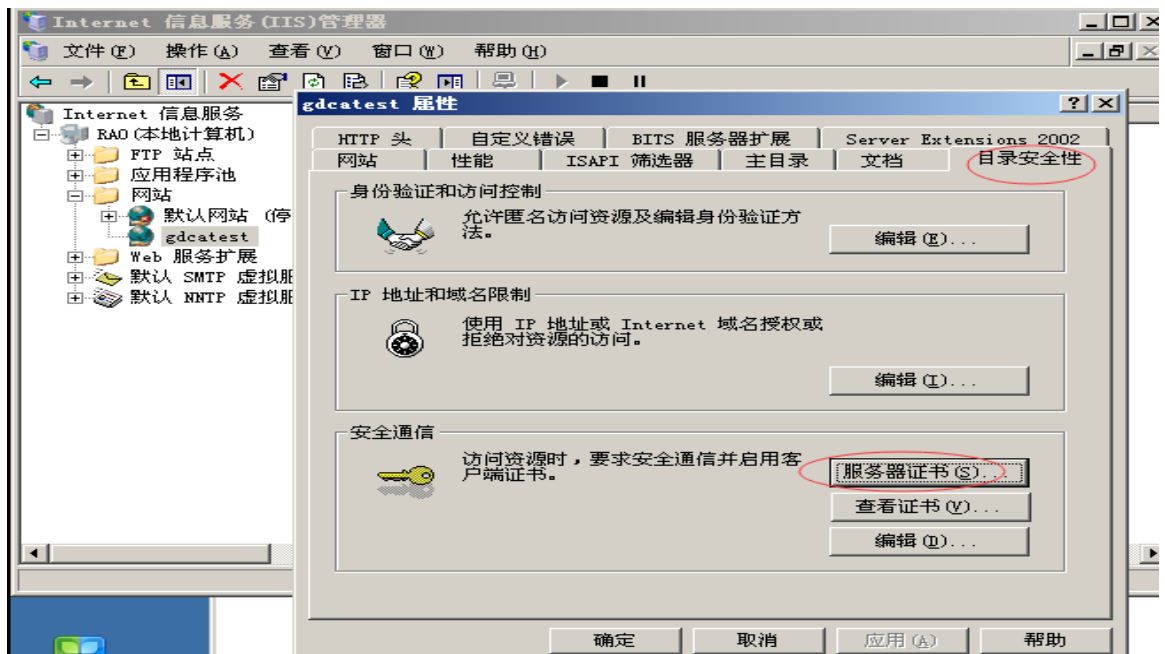 Internet 信息服务(IIS)管理器
文件(F) 操作(A) 查看(V) 窗口(W) 帮助(H)
Internet 信息服务
RAO(本地计算机)
FTP 站点
应用程序池
网站
默认网站 (停
gdcatest
Web 服务扩展
默认 SMTP 虚拟服
默认 NNTP 虚拟服
gdcatest 属性
HTTP 头 自定义错误 BITS 服务器扩展 Server Extensions 2002
网站 性能 ISAPI 筛选器 主目录 文档 目录安全性
身份验证和访问控制
允许匿名访问资源及编辑身份验证方
法。
编辑(E)...
IP 地址和域名限制
使用 IP 地址或 Internet 域名授权或
拒绝对资源的访问。
编辑(I)...
安全通信
访问资源时，要求安全通信并启用客
户端证书。
服务器证书(S)...
查看证书(V)...
编辑(D)...
确定 取消 应用(A) 帮助